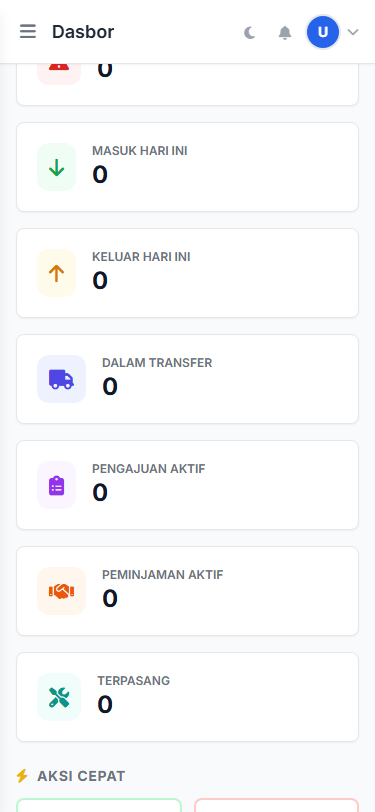 Dasbor
U
0
MASUK HARI INI
0
KELUAR HARI INI
0
DALAM TRANSFER
0
PENGAJUAN AKTIF
0
PEMINJAMAN AKTIF
0
TERPASANG
0
AKSI CEPAT